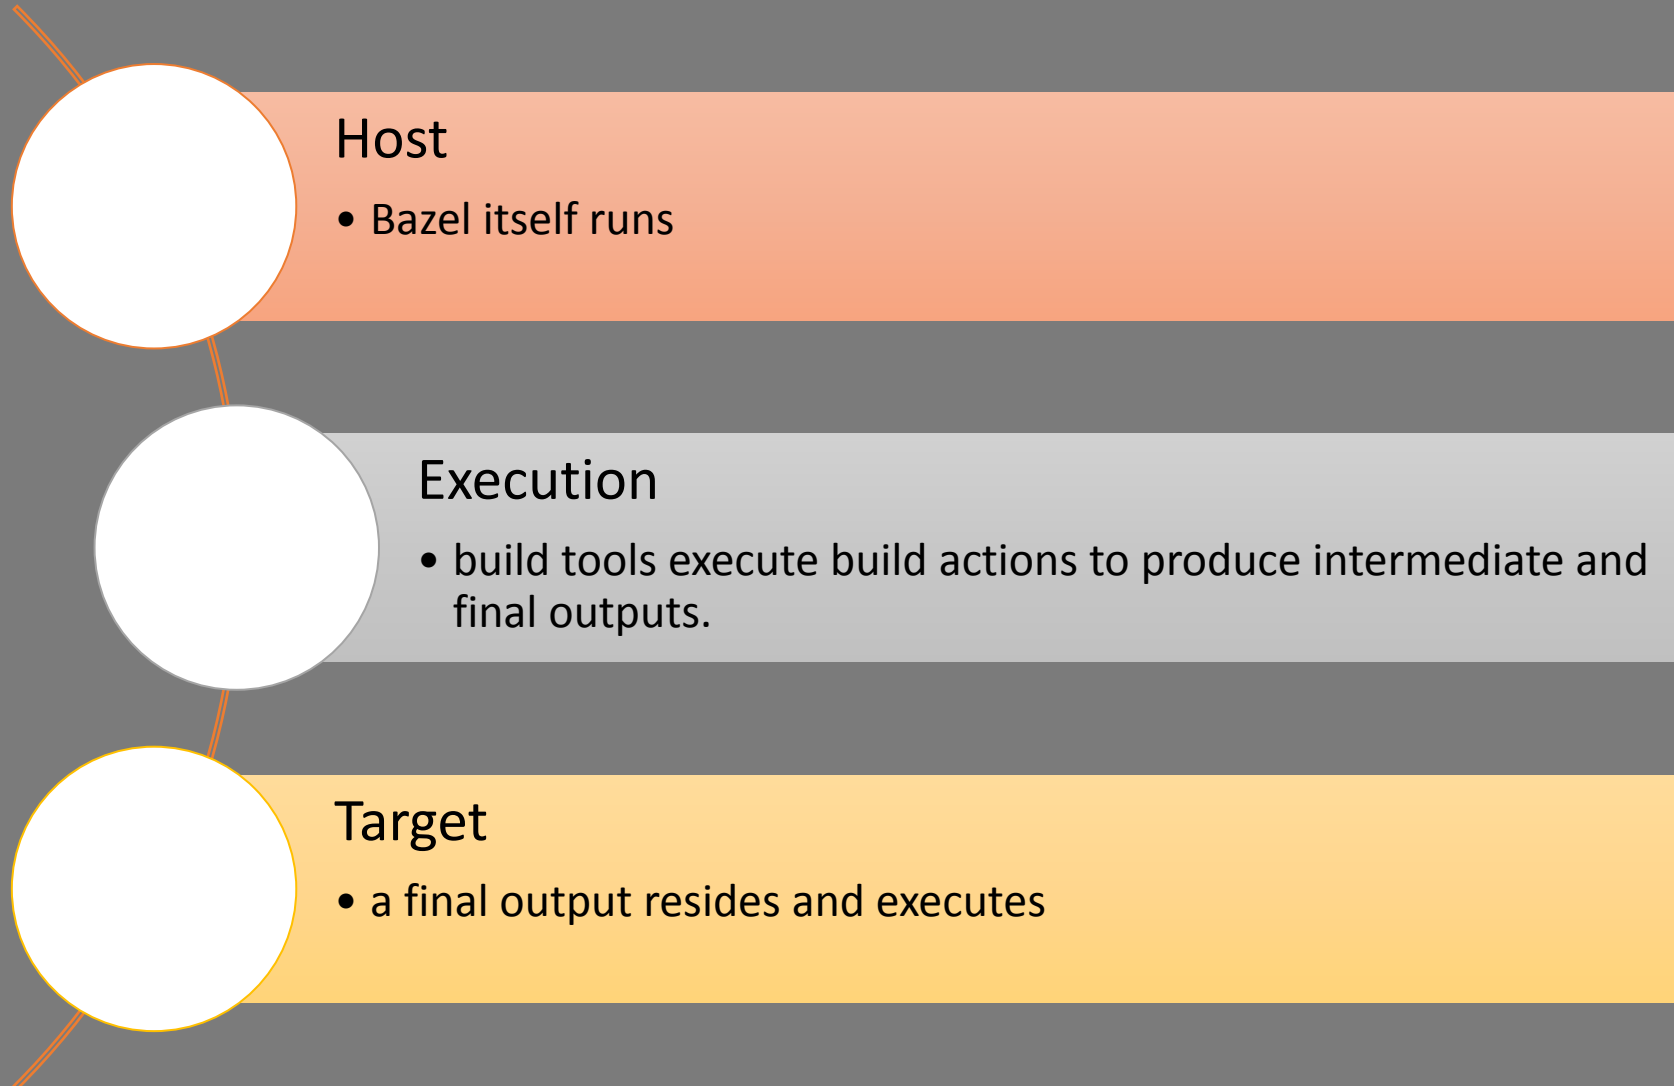 Host
• Bazel itself runs
Execution
• build tools execute build actions to produce intermediate and
final outputs.
Target
• a final output resides and executes